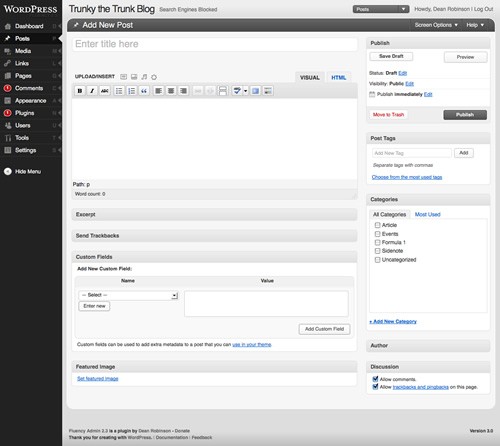 WORDPRESS
Trunky the Trunk Blog
Search Engines Blocked
Posts
Howdy, Dean Robinson | Log Out
Dashboard
Posts
Media
Links
Pages
Comments
Appearance
Plugins
Users
Tools
Settings
Hide Menu
Add New Post
Screen Options
Help
Enter title here
UPLOAD/INSERT
VISUAL
HTML
B
I
ABC
Path: p
Word count: 0
Excerpt
Send Trackbacks
Custom Fields
Add New Custom Field:
Name Value
— Select —
Enter new
Add Custom Field
Custom fields can be used to add extra metadata to a post that you can use in your theme.
Featured Image
Set featured image
Publish
Save Draft
Preview
Status: Draft Edit
Visibility: Public Edit
Publish immediately Edit
Move to Trash
Publish
Post Tags
Add New Tag
Add
Separate tags with commas
Choose from the most used tags
Categories
All Categories
Most Used
Article
Events
Formula 1
Sidenote
Uncategorized
+ Add New Category
Author
Discussion
Allow comments.
Allow trackbacks and pingbacks on this page.
Fluency Admin 2.3 is a plugin by Dean Robinson - Donate
Thank you for creating with WordPress. | Documentation | Feedback
Version 3.0